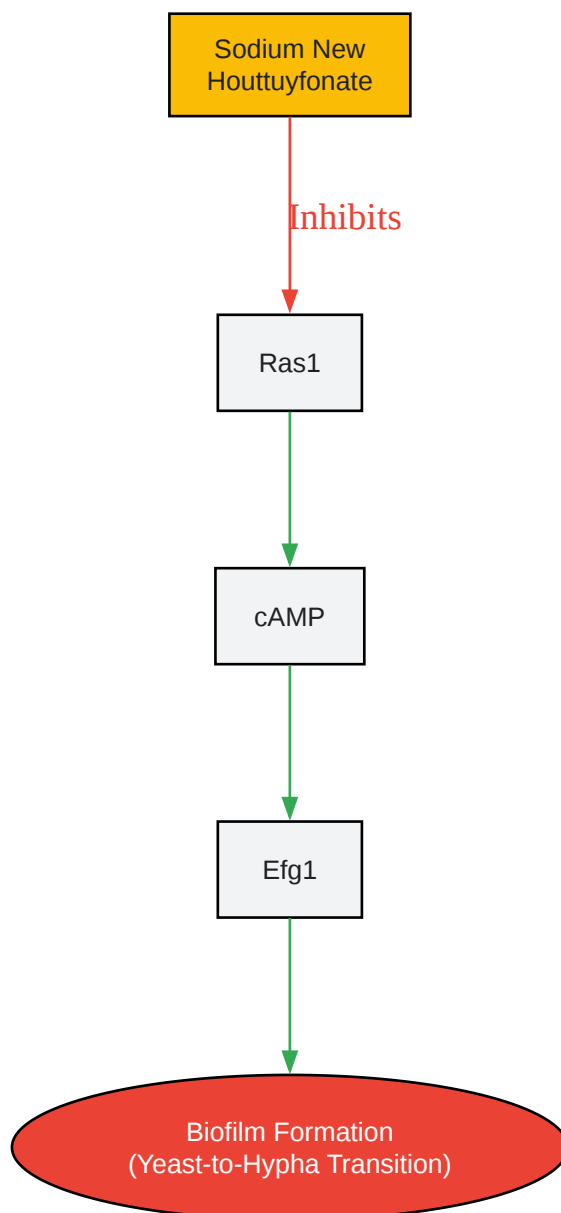 Sodium New
Houttuyfonate
Inhibits
Ras1
cAMP
Efg1
Biofilm Formation
(Yeast-to-Hypha Transition)